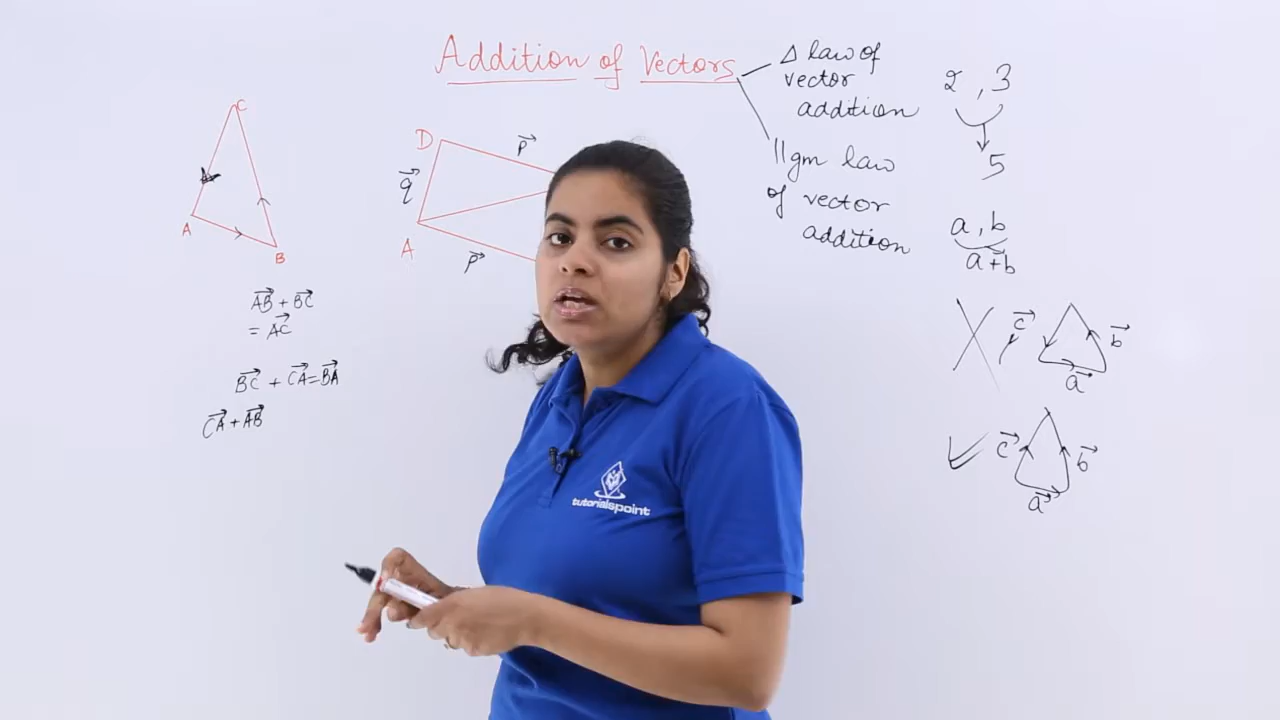 Addition of Vectors
Δ law of
vector
addition
||gm law
of vector
addition
2, 3
5
a, b
a+b
C
A
B
AB + BC
= AC
BC + CA = BA
CA + AB
D
p
q
A
p
c
b
a
c
b
a
tutorialspoint